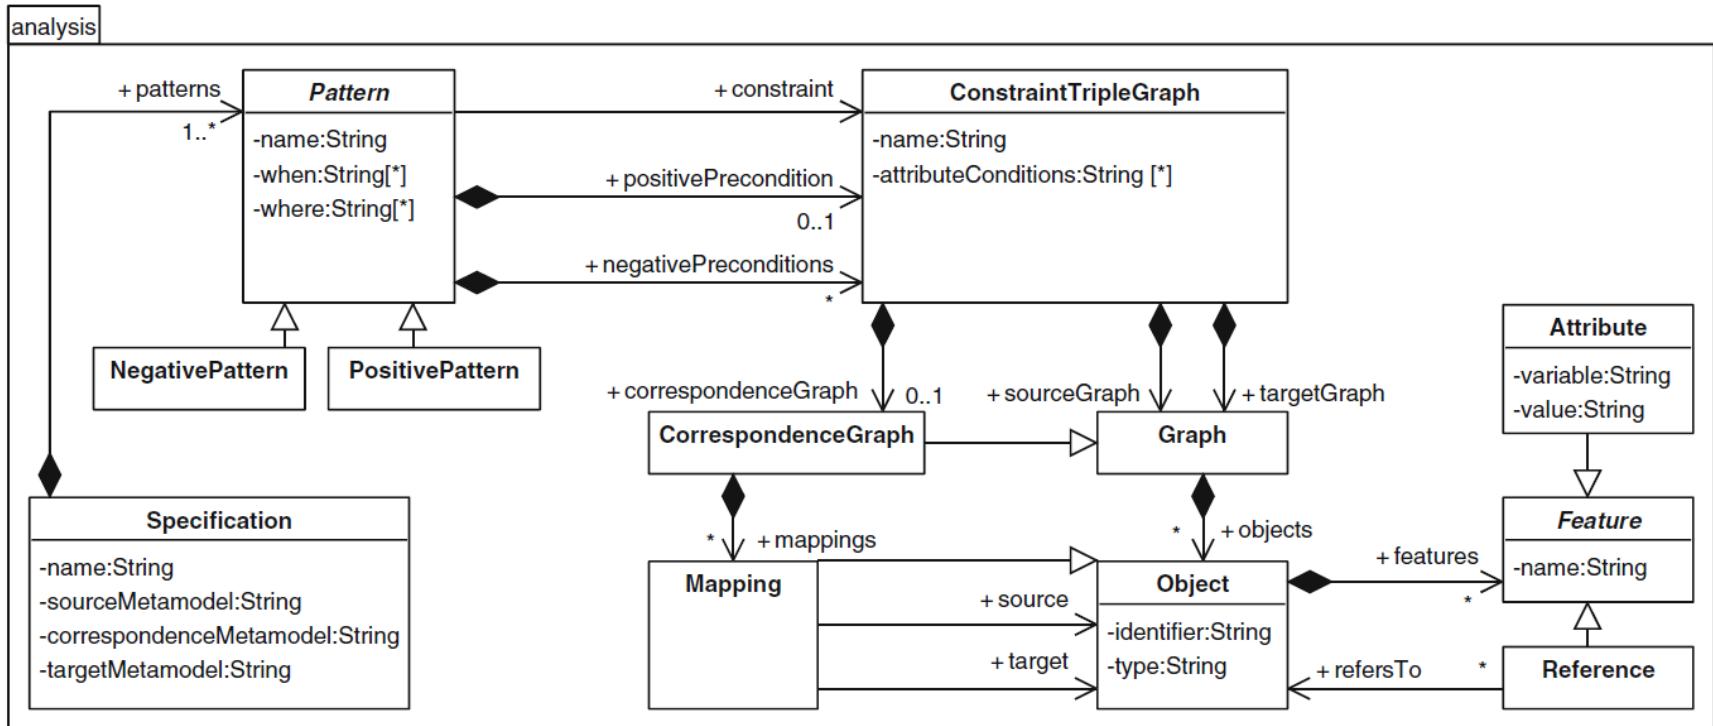 analysis
+ patterns
1..*
Pattern
-name:String
-when:String[*]
-where:String[*]
+ constraint
+ positivePrecondition
0..1
+ negativePreconditions
*
ConstraintTripleGraph
-name:String
-attributeConditions:String [*]
NegativePattern
PositivePattern
+ correspondenceGraph
0..1
+ sourceGraph
+ targetGraph
Attribute
-variable:String
-value:String
CorrespondenceGraph
Graph
Specification
-name:String
-sourceMetamodel:String
-correspondenceMetamodel:String
-targetMetamodel:String
* + mappings
* + objects
Feature
-name:String
Mapping
+ source
+ target
Object
-identifier:String
-type:String
+ features
*
+ refersTo
*
Reference